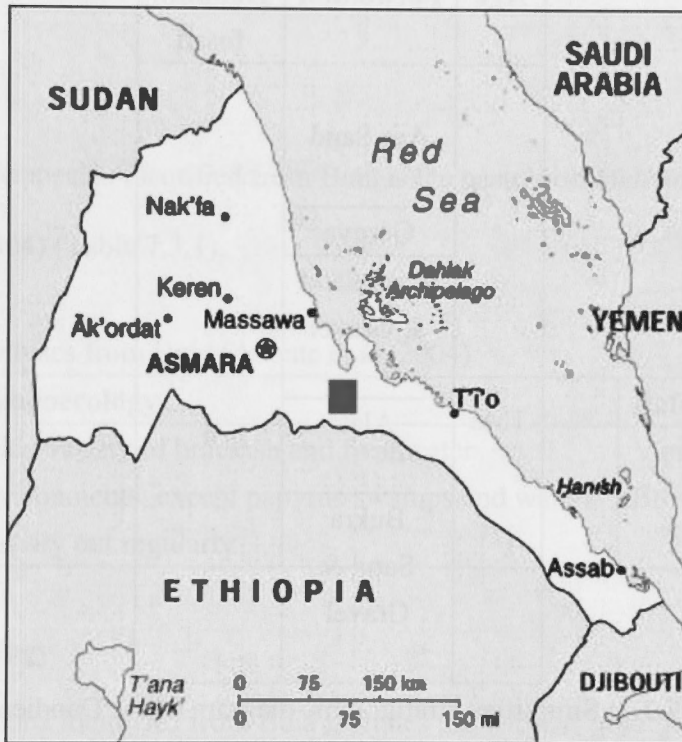 SAUDI
ARABIA
SUDAN
Red
Sea
Nak'fa
Dahlak
Archipelago
Keren
Massawa
Āk'ordat
YEMEN
ASMARA
T'i'o
Hanish
Assab
ETHIOPIA
T'ana
Hayk'
DJIBOUTI
0 75 150 km
0 75 150 mi